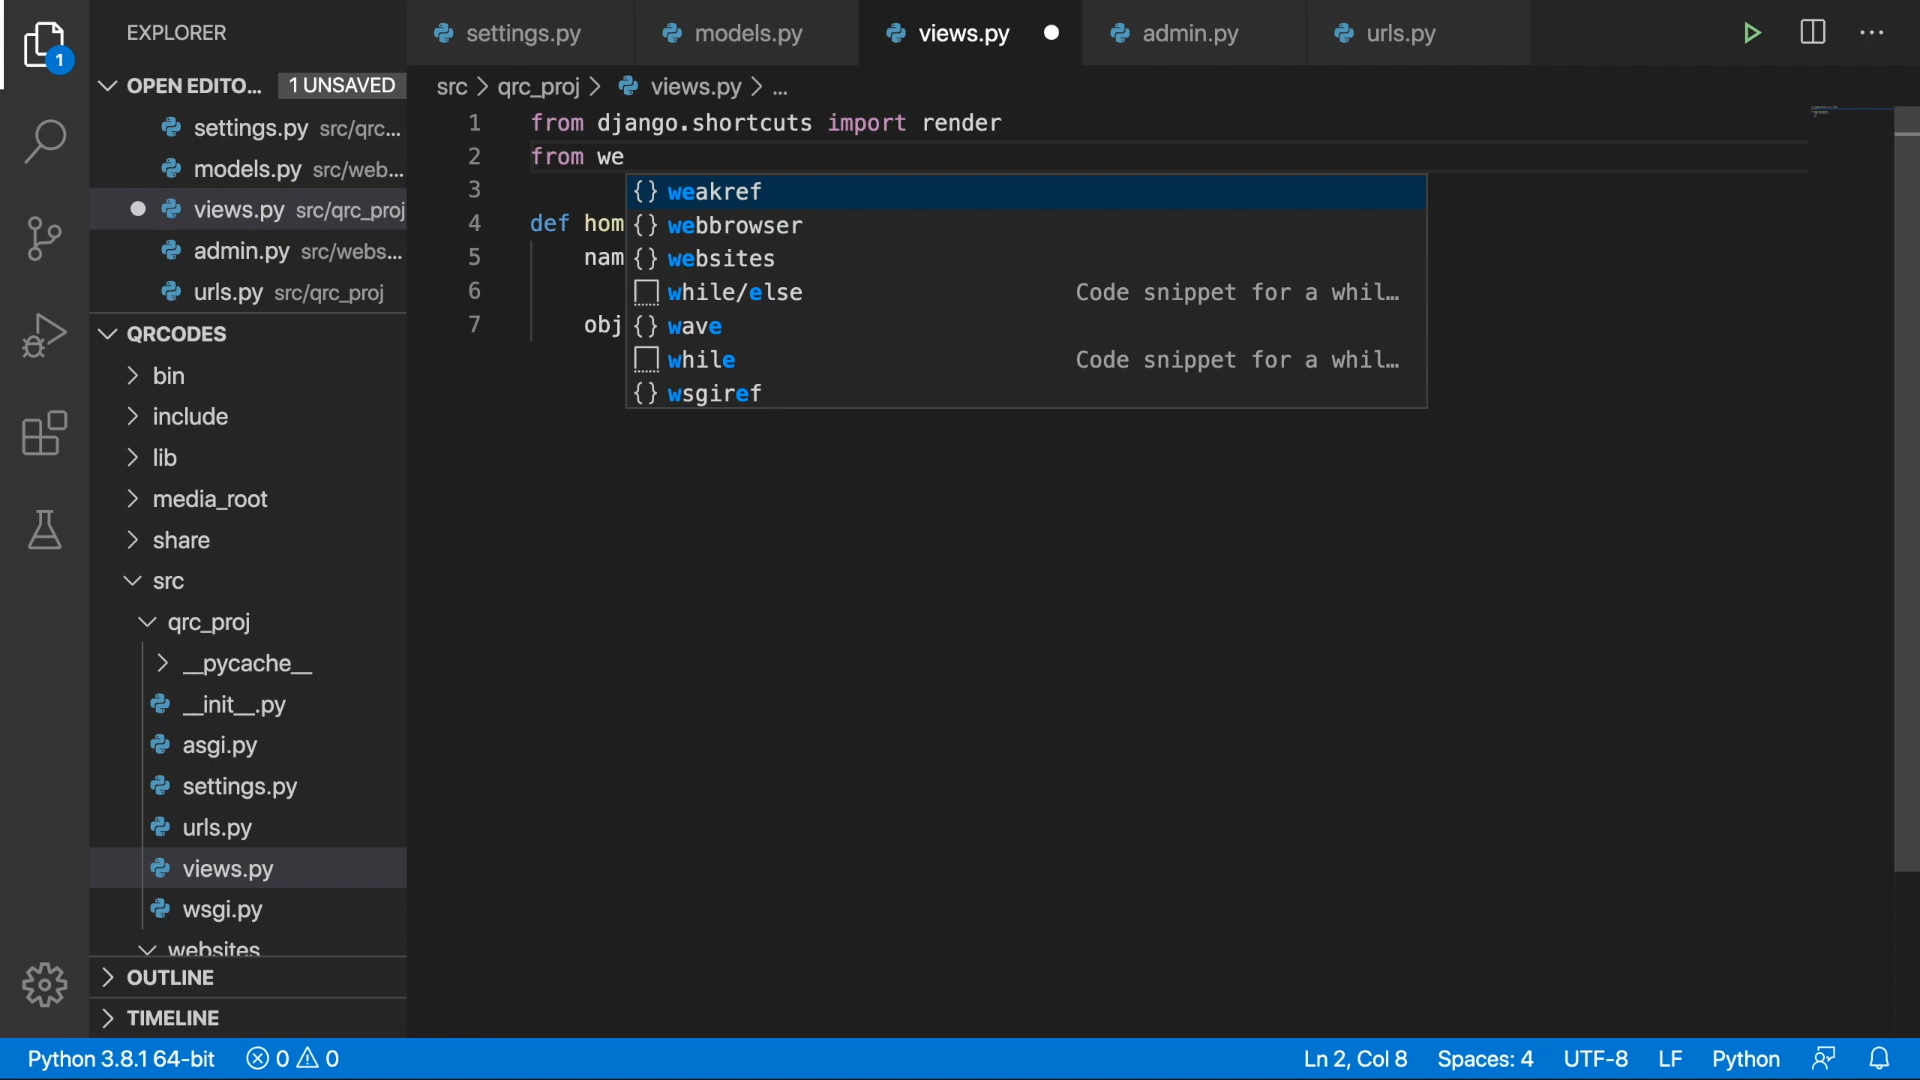 EXPLORER
settings.py
models.py
views.py
admin.py
urls.py
1
OPEN EDITO... 1 UNSAVED
settings.py src/qrc...
models.py src/web...
views.py src/qrc_proj
admin.py src/webs...
urls.py src/qrc_proj
QRCODES
bin
include
lib
media_root
share
src
qrc_proj
__pycache__
__init__.py
asgi.py
settings.py
urls.py
views.py
wsgi.py
websites
OUTLINE
TIMELINE
src > qrc_proj > views.py > ...
1 from django.shortcuts import render
2 from we
3
4 def hom
5 nam
6
7 obj
{} weakref
{} webbrowser
{} websites
while/else Code snippet for a whil...
{} wave
while Code snippet for a whil...
{} wsgiref
Python 3.8.1 64-bit 0 0 Ln 2, Col 8 Spaces: 4 UTF-8 LF Python